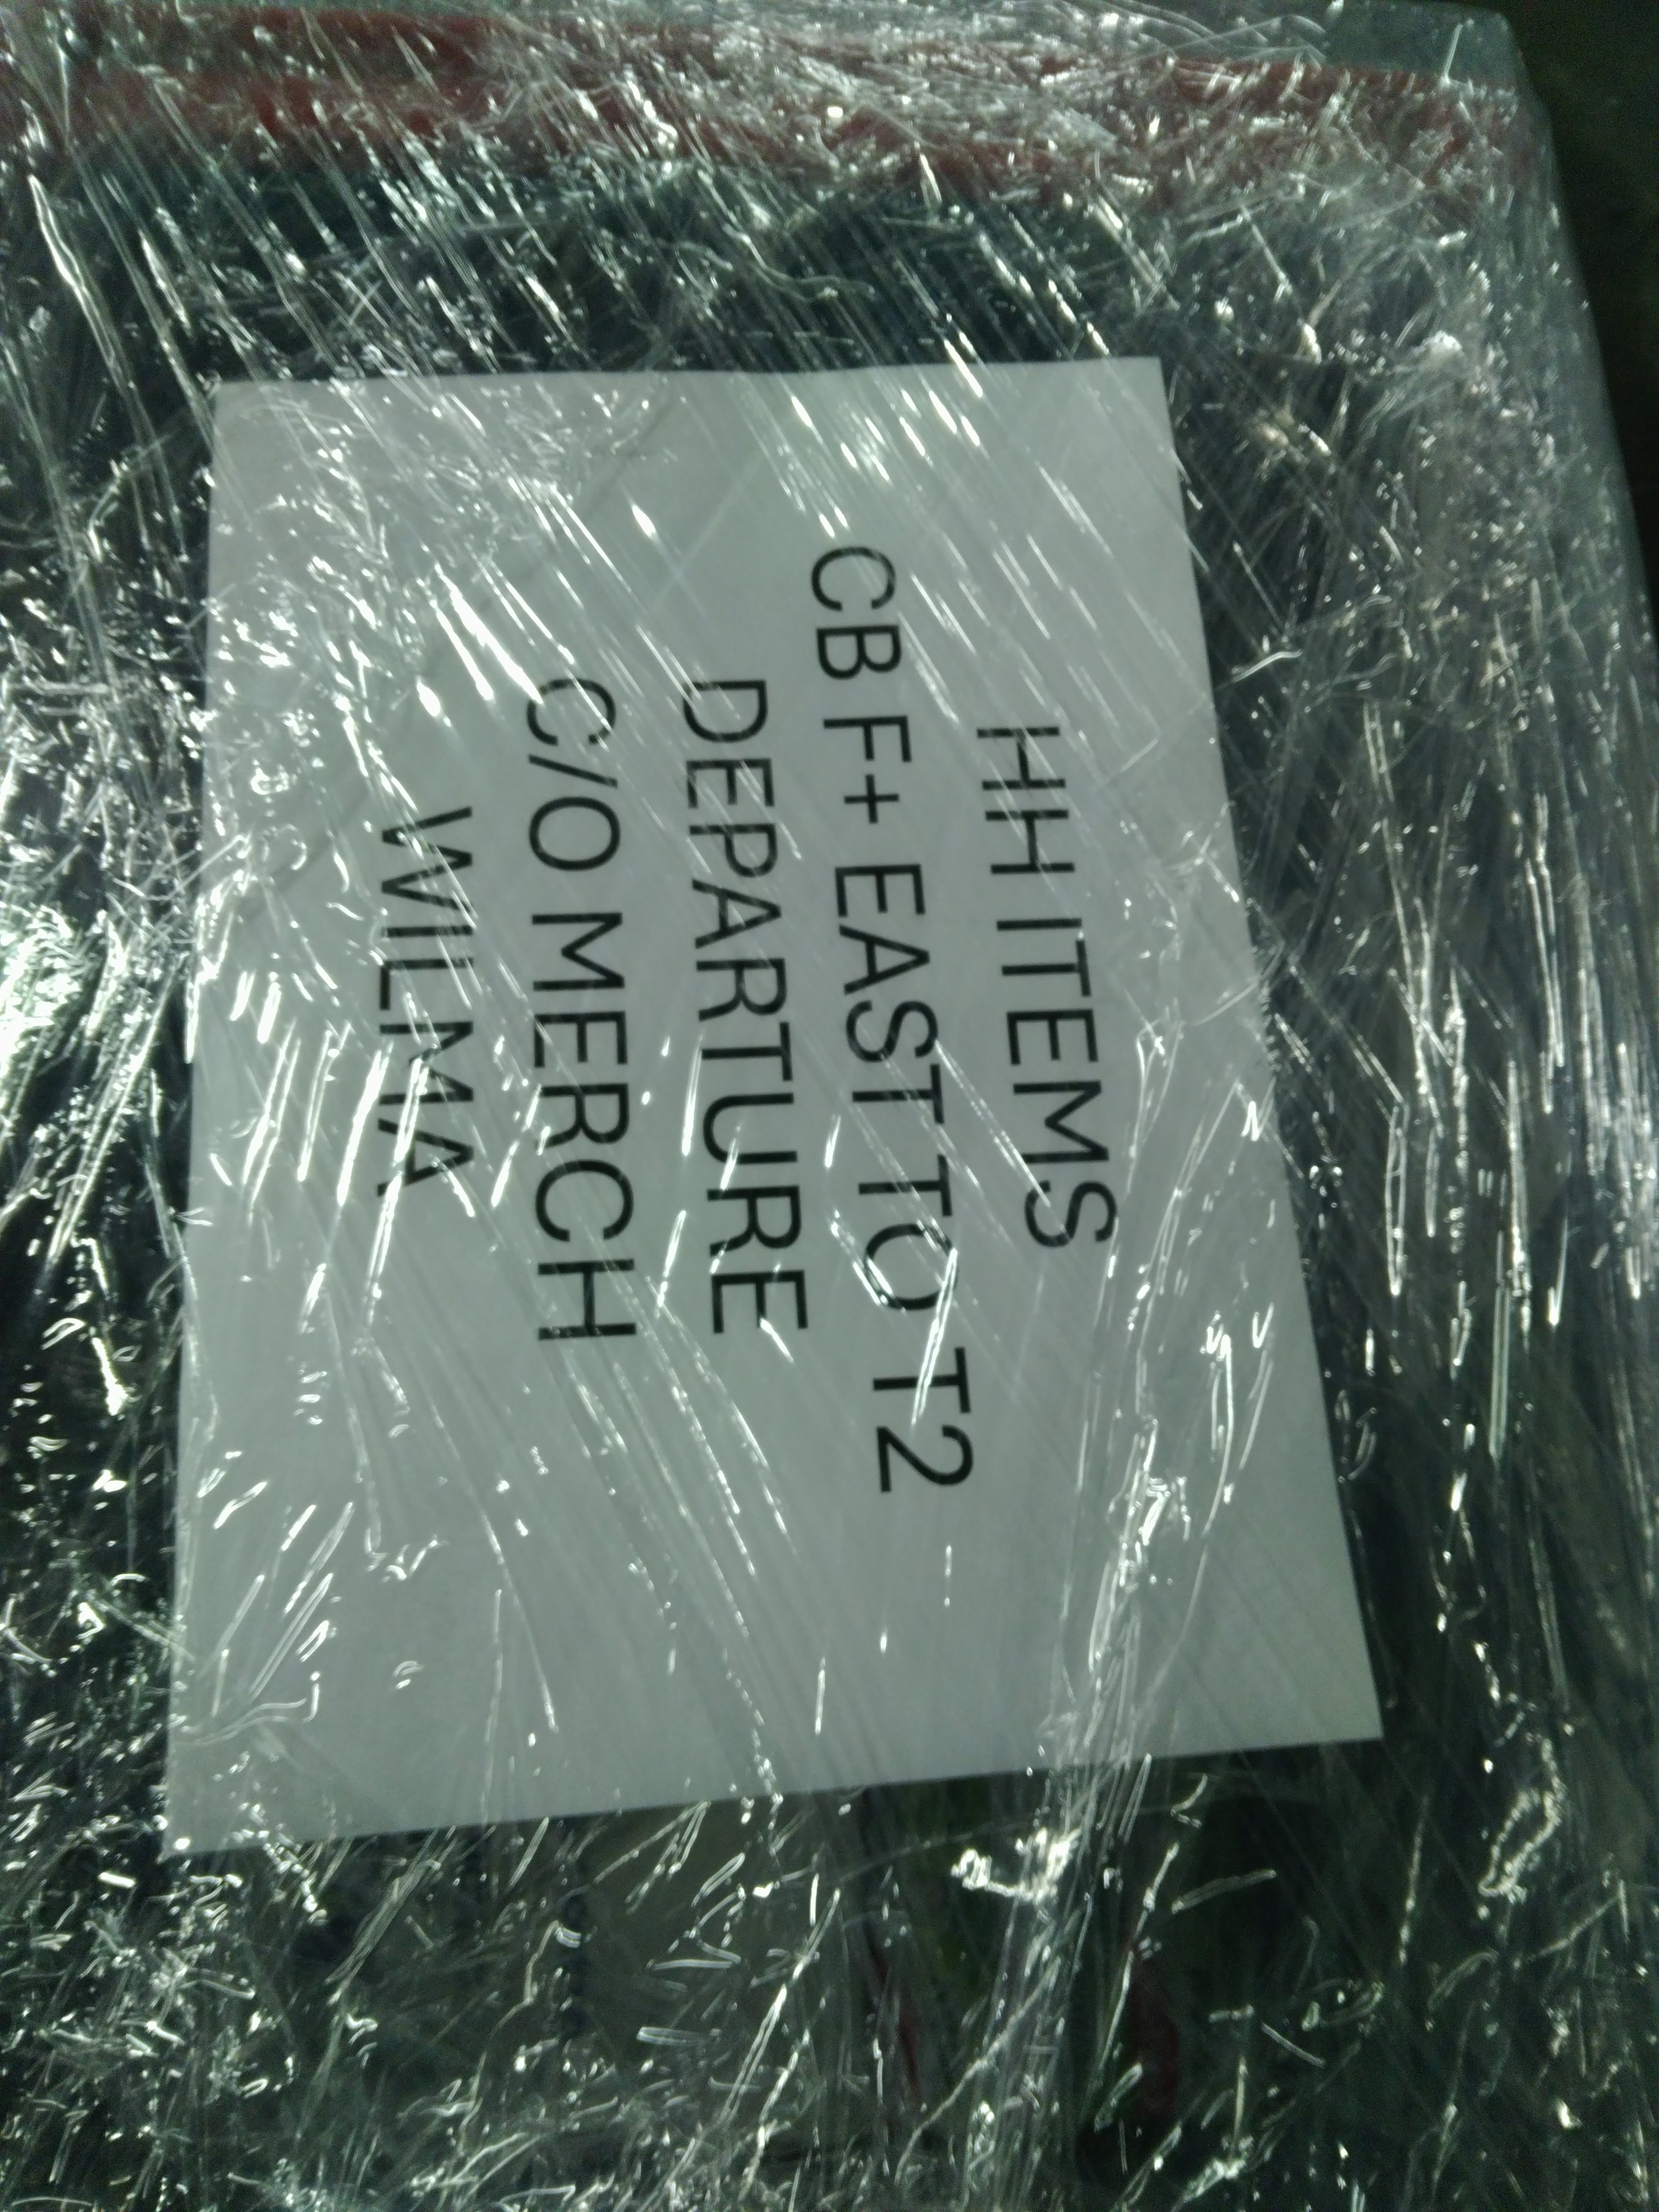 HH ITEMS
CB F+ EAST TO T2
DEPARTURE
C/O MERCH
WILMA